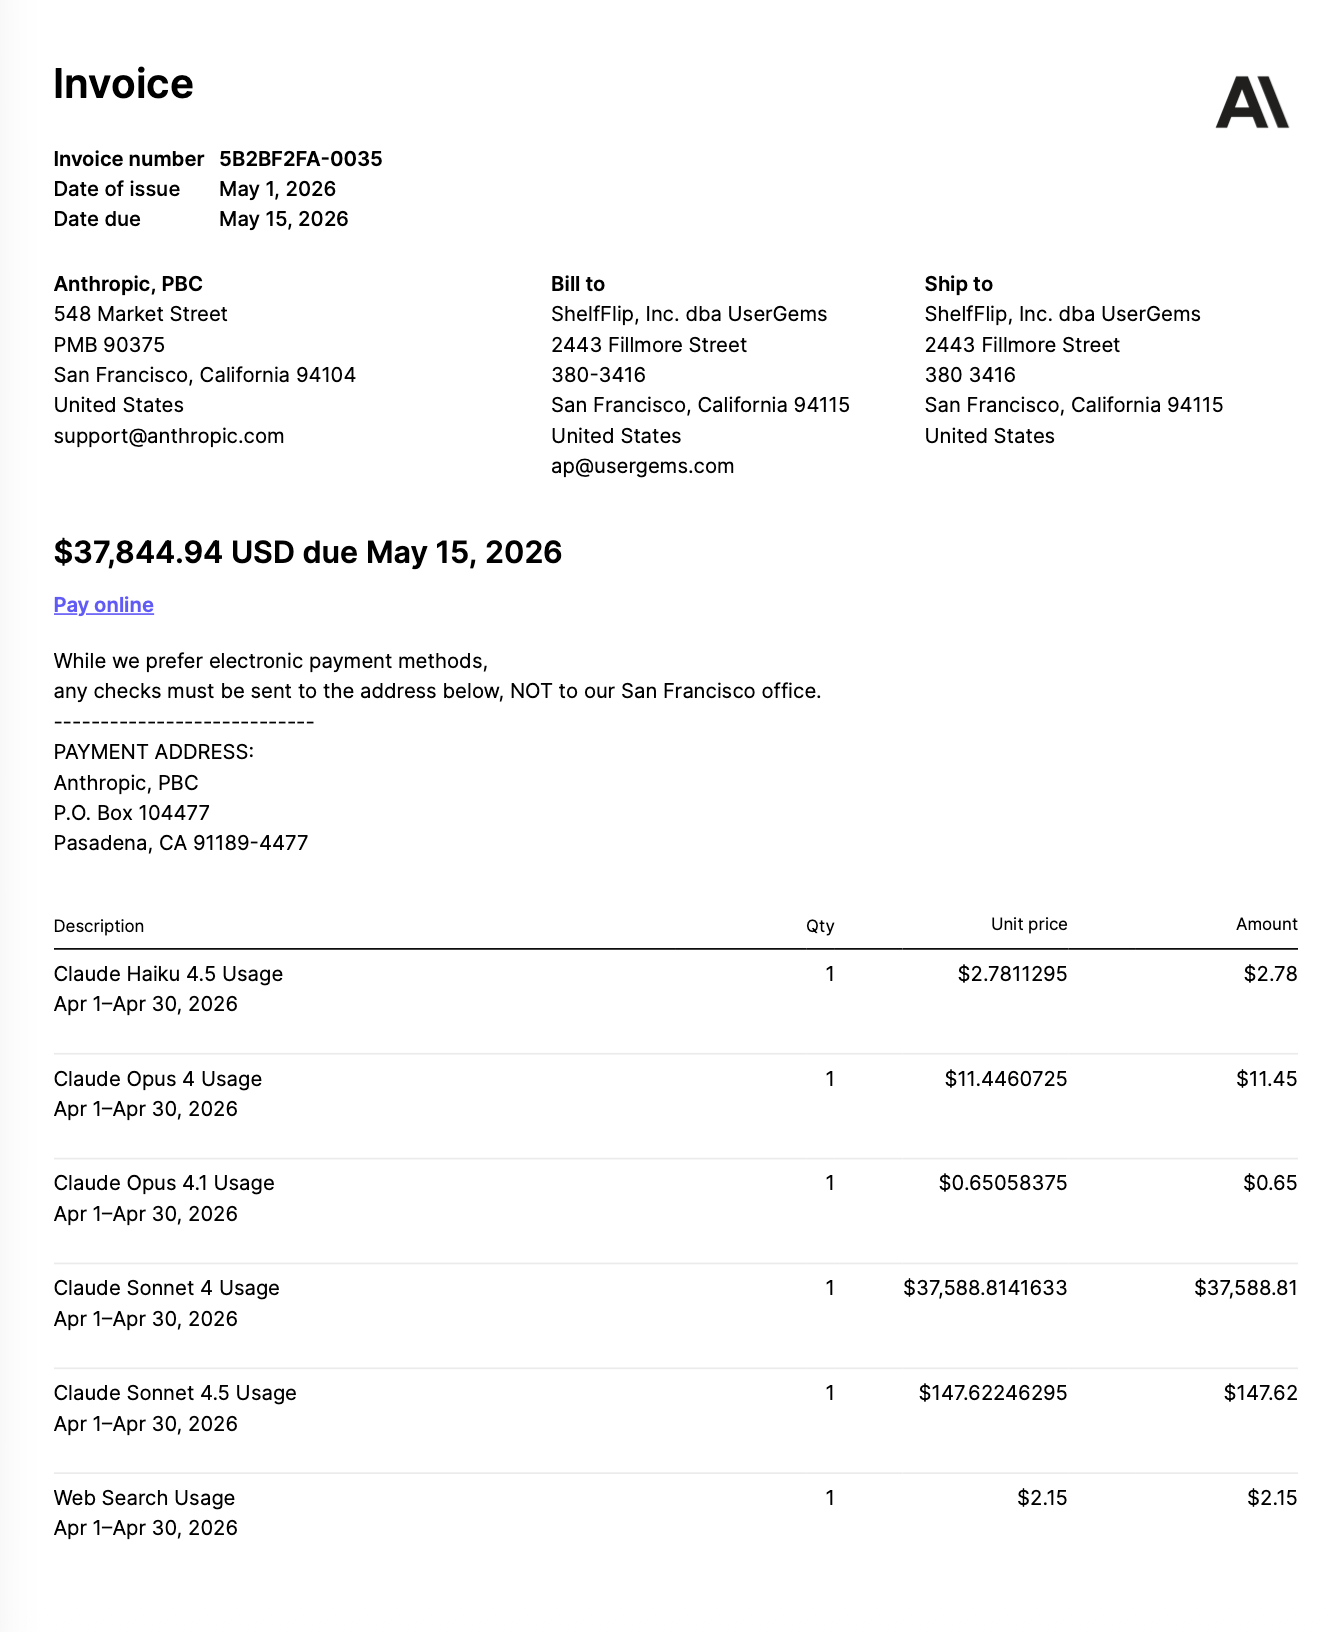 Invoice
Invoice number 5B2BF2FA-0035
Date of issue May 1, 2026
Date due May 15, 2026
Anthropic, PBC
548 Market Street
PMB 90375
San Francisco, California 94104
United States
support@anthropic.com
Bill to
ShelfFlip, Inc. dba UserGems
2443 Fillmore Street
380-3416
San Francisco, California 94115
United States
ap@usergems.com
Ship to
ShelfFlip, Inc. dba UserGems
2443 Fillmore Street
380 3416
San Francisco, California 94115
United States
$37,844.94 USD due May 15, 2026
Pay online
While we prefer electronic payment methods,
any checks must be sent to the address below, NOT to our San Francisco office.
----------------------------
PAYMENT ADDRESS:
Anthropic, PBC
P.O. Box 104477
Pasadena, CA 91189-4477
Description Qty Unit price Amount
Claude Haiku 4.5 Usage 1 $2.7811295 $2.78
Apr 1–Apr 30, 2026
Claude Opus 4 Usage 1 $11.4460725 $11.45
Apr 1–Apr 30, 2026
Claude Opus 4.1 Usage 1 $0.65058375 $0.65
Apr 1–Apr 30, 2026
Claude Sonnet 4 Usage 1 $37,588.8141633 $37,588.81
Apr 1–Apr 30, 2026
Claude Sonnet 4.5 Usage 1 $147.62246295 $147.62
Apr 1–Apr 30, 2026
Web Search Usage 1 $2.15 $2.15
Apr 1–Apr 30, 2026